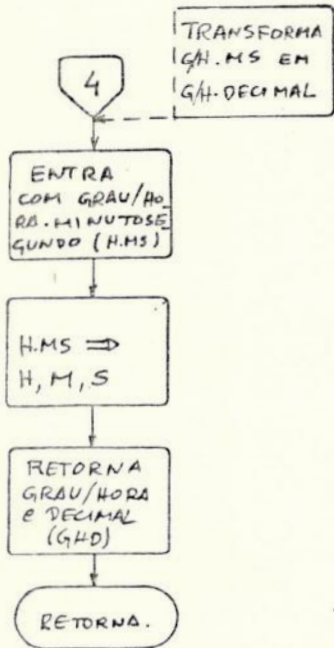 TRANSFORMA
G/H.MS EM
G/H.DECIMAL
4
ENTRA
COM GRAU/HO_
RA.MINUTOSE_
GUNDO (H.MS)
H.MS ⇒
H, M, S
RETORNA
GRAU/HORA
e DECIMAL
(GHD)
RETORNA.